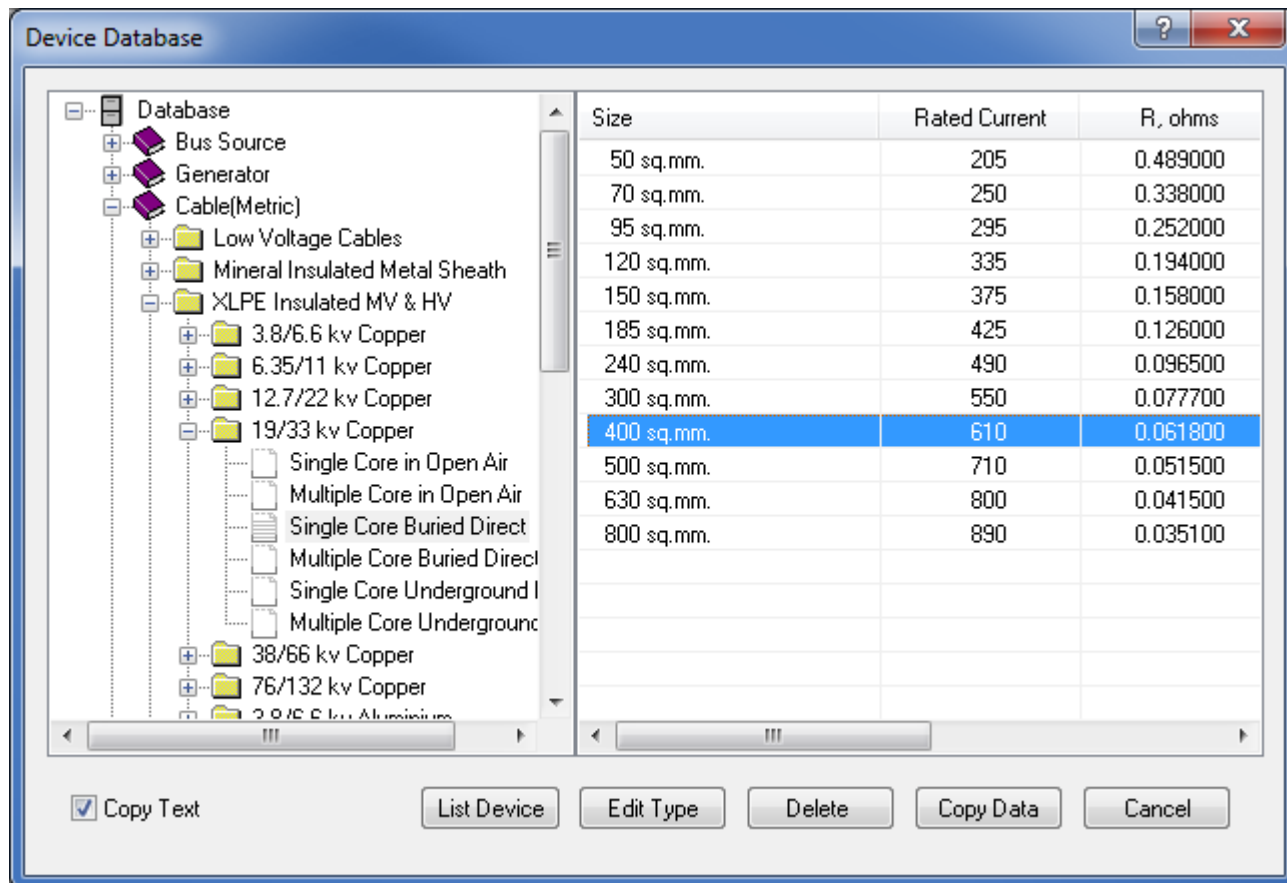 Device Database
Database
Bus Source
Generator
Cable(Metric)
Low Voltage Cables
Mineral Insulated Metal Sheath
XLPE Insulated MV & HV
3.8/6.6 kv Copper
6.35/11 kv Copper
12.7/22 kv Copper
19/33 kv Copper
Single Core in Open Air
Multiple Core in Open Air
Single Core Buried Direct
Multiple Core Buried Direct
Single Core Underground
Multiple Core Underground
38/66 kv Copper
76/132 kv Copper
3.8/6.6 kv Aluminium
Size Rated Current R, ohms
50 sq.mm. 205 0.489000
70 sq.mm. 250 0.338000
95 sq.mm. 295 0.252000
120 sq.mm. 335 0.194000
150 sq.mm. 375 0.158000
185 sq.mm. 425 0.126000
240 sq.mm. 490 0.096500
300 sq.mm. 550 0.077700
400 sq.mm. 610 0.061800
500 sq.mm. 710 0.051500
630 sq.mm. 800 0.041500
800 sq.mm. 890 0.035100
Copy Text List Device Edit Type Delete Copy Data Cancel